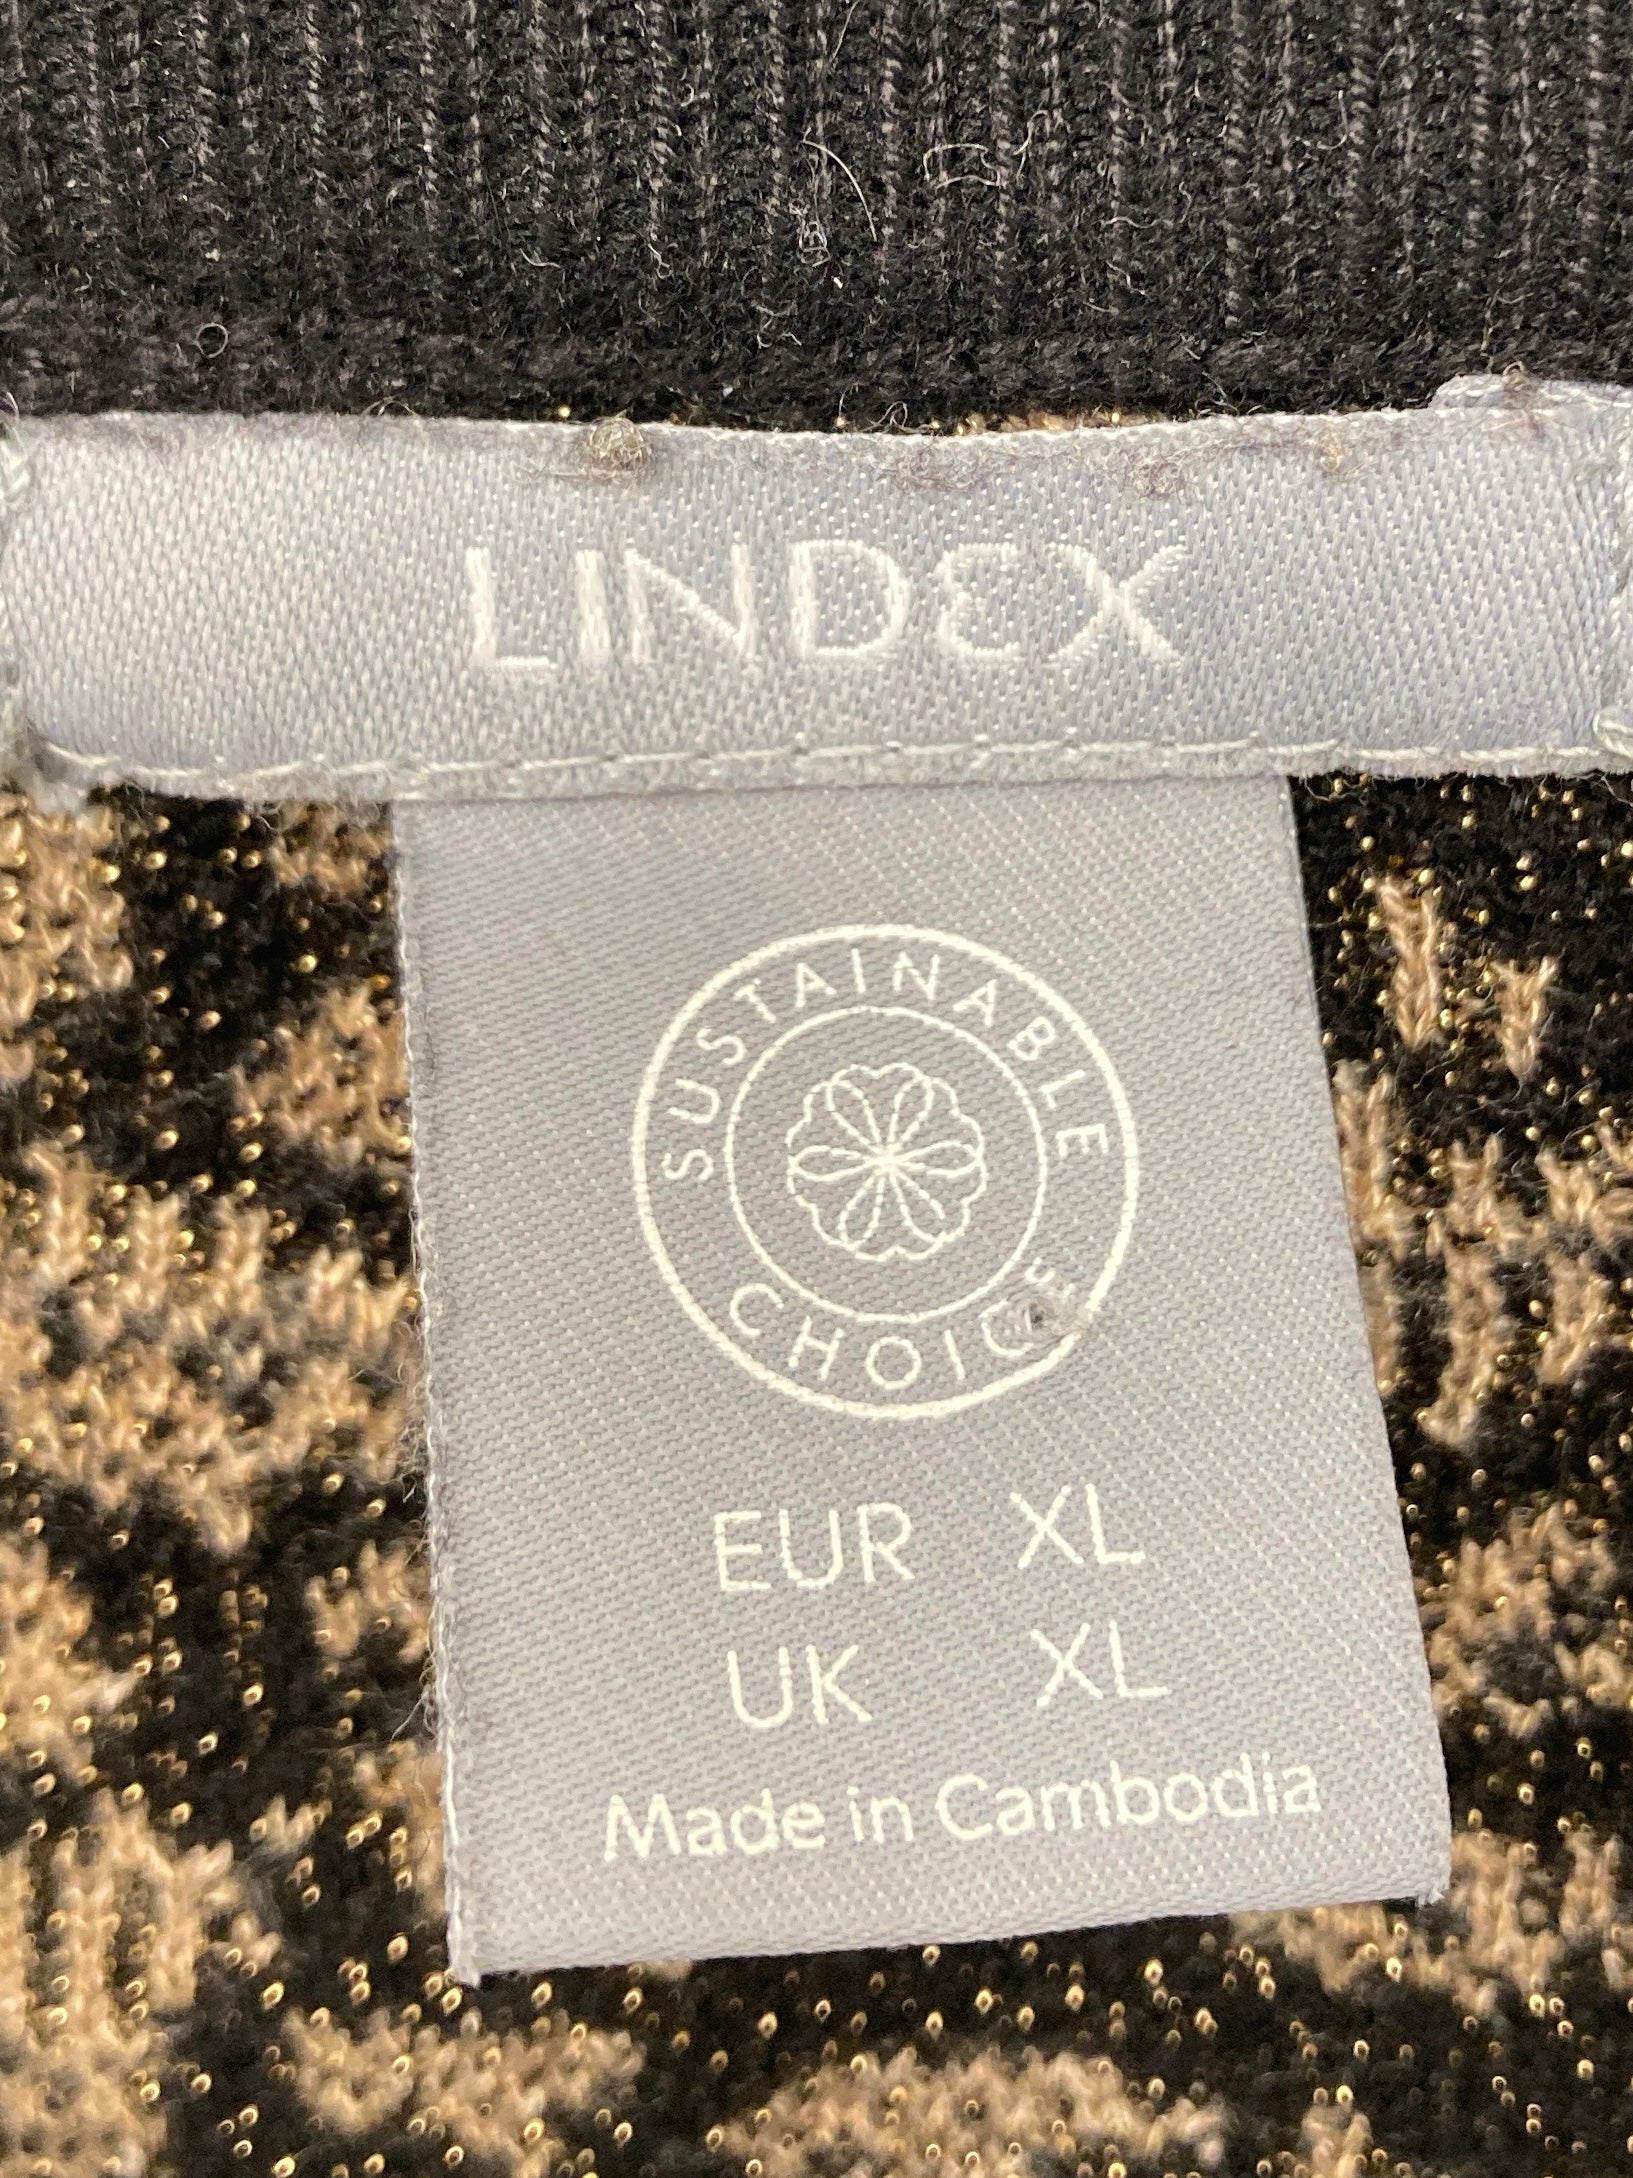 LINDEX
SUSTAINABLE
CHOICE
EUR XL
UK XL
Made in Cambodia